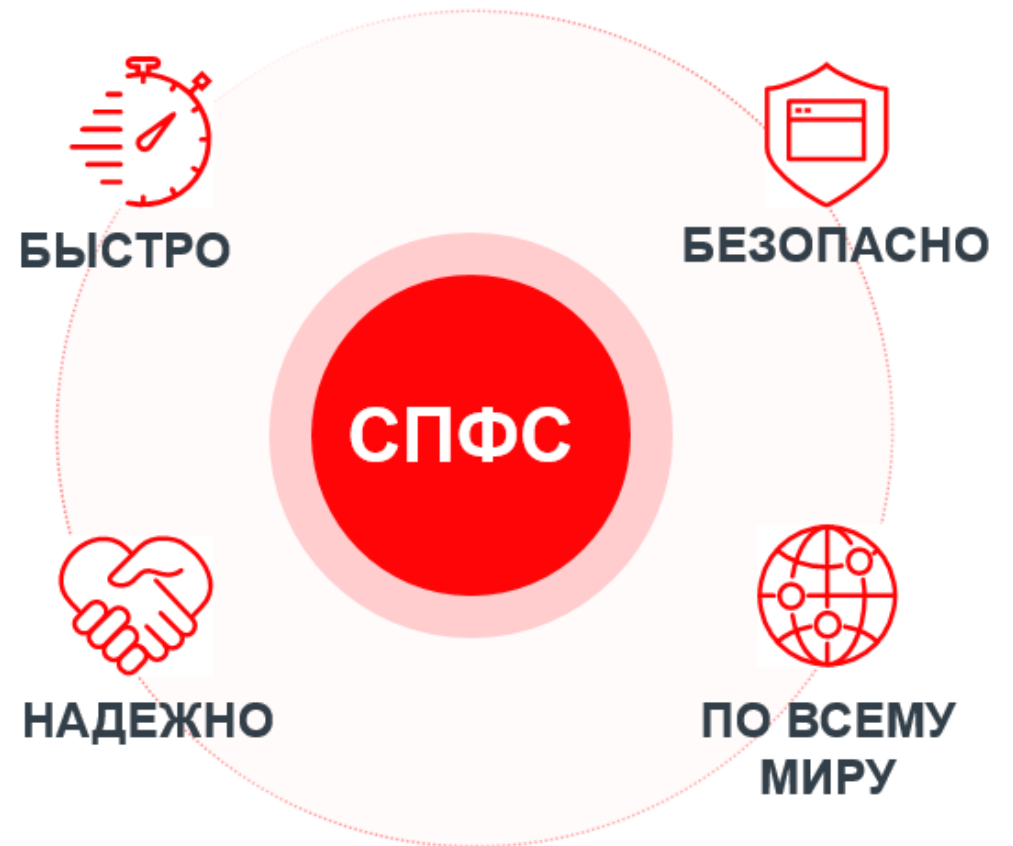 БЫСТРО
БЕЗОПАСНО
СПФС
НАДЕЖНО
ПО ВСЕМУ
МИРУ